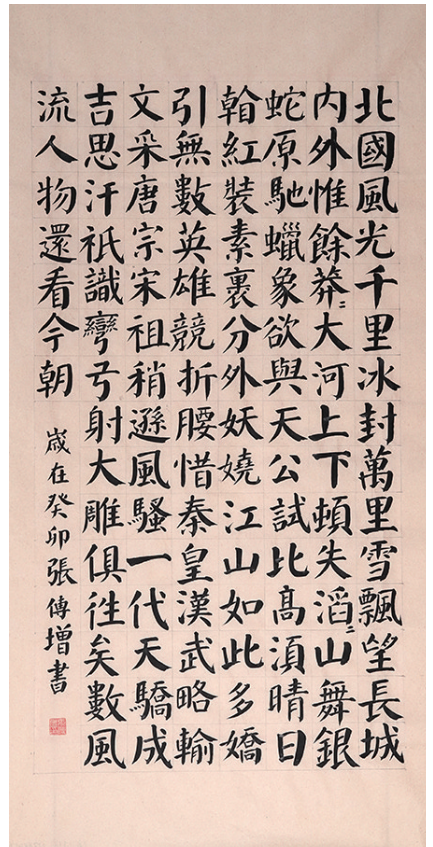 北國風光千里冰封萬里雪飄望長城
内外惟餘莽〻大河上下頓失滔〻山舞銀
蛇原馳蠟象欲與天公試比高須晴日
翰紅裝素裏分外妖嬈江山如此多嬌
引無數英雄競折腰惜秦皇漢武略輸
文采唐宗宋祖稍遜風騷一代天驕成
吉思汗祇識彎弓射大雕俱往矣數風
流人物還看今朝
歲在癸卯張傳增書